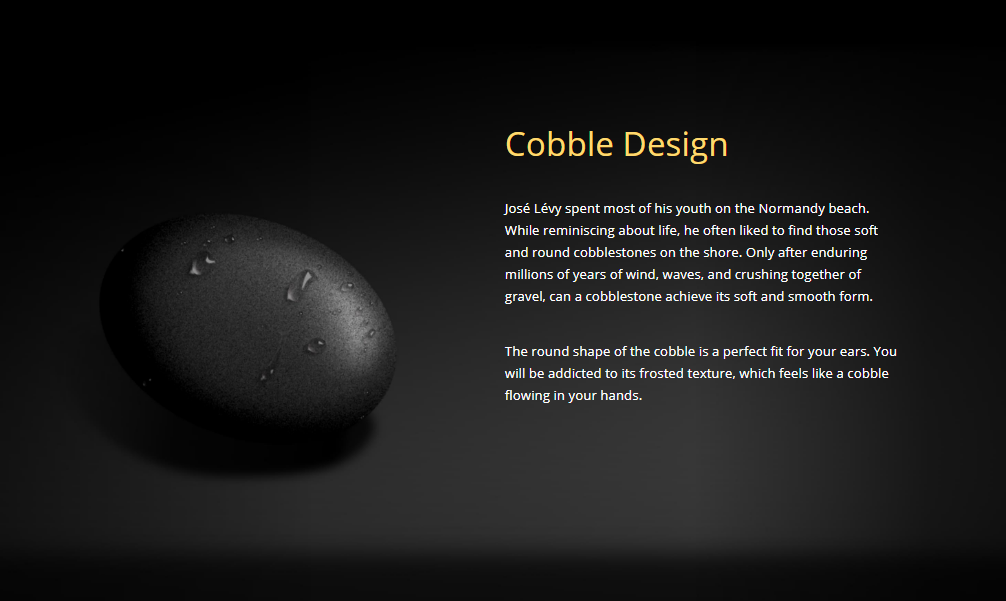 Cobble Design
José Lévy spent most of his youth on the Normandy beach.
While reminiscing about life, he often liked to find those soft
and round cobblestones on the shore. Only after enduring
millions of years of wind, waves, and crushing together of
gravel, can a cobblestone achieve its soft and smooth form.
The round shape of the cobble is a perfect fit for your ears. You
will be addicted to its frosted texture, which feels like a cobble
flowing in your hands.